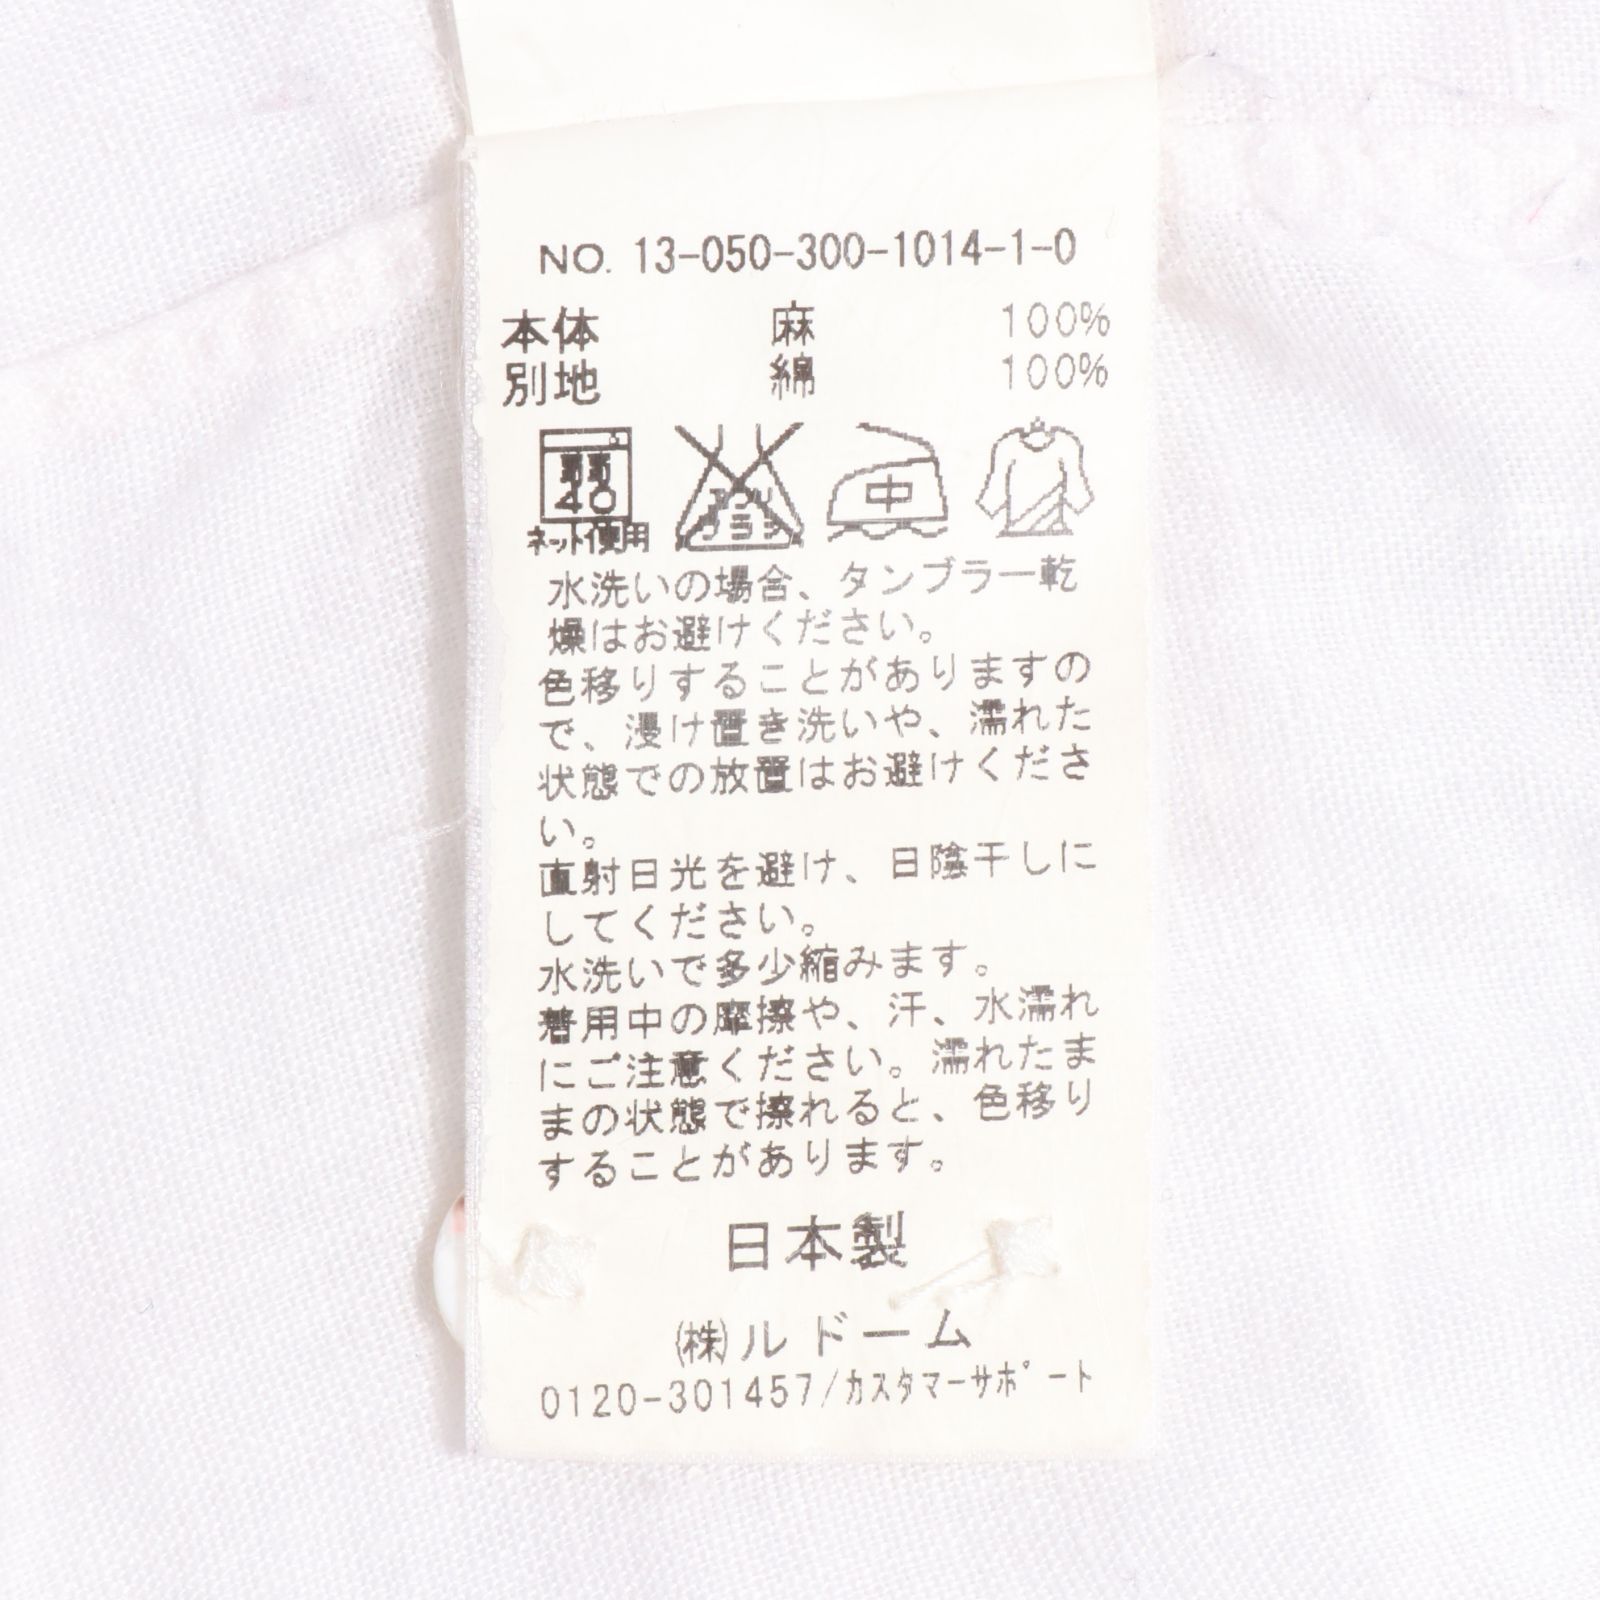 NO. 13-050-300-1014-1-0
本体 麻 100%
別地 綿 100%
弱 40 エンソサラシ 中
ネット使用
水洗いの場合、タンブラー乾
燥はお避けください。
色移りすることがありますの
で、浸け置き洗いや、濡れた
状態での放置はお避けくださ
い。
直射日光を避け、日陰干しに
してください。
水洗いで多少縮みます。
着用中の摩擦や、汗、水濡れ
にご注意ください。濡れたま
まの状態で擦れると、色移り
することがあります。
日本製
(株)ルドーム
0120-301457/カスタマーサポート